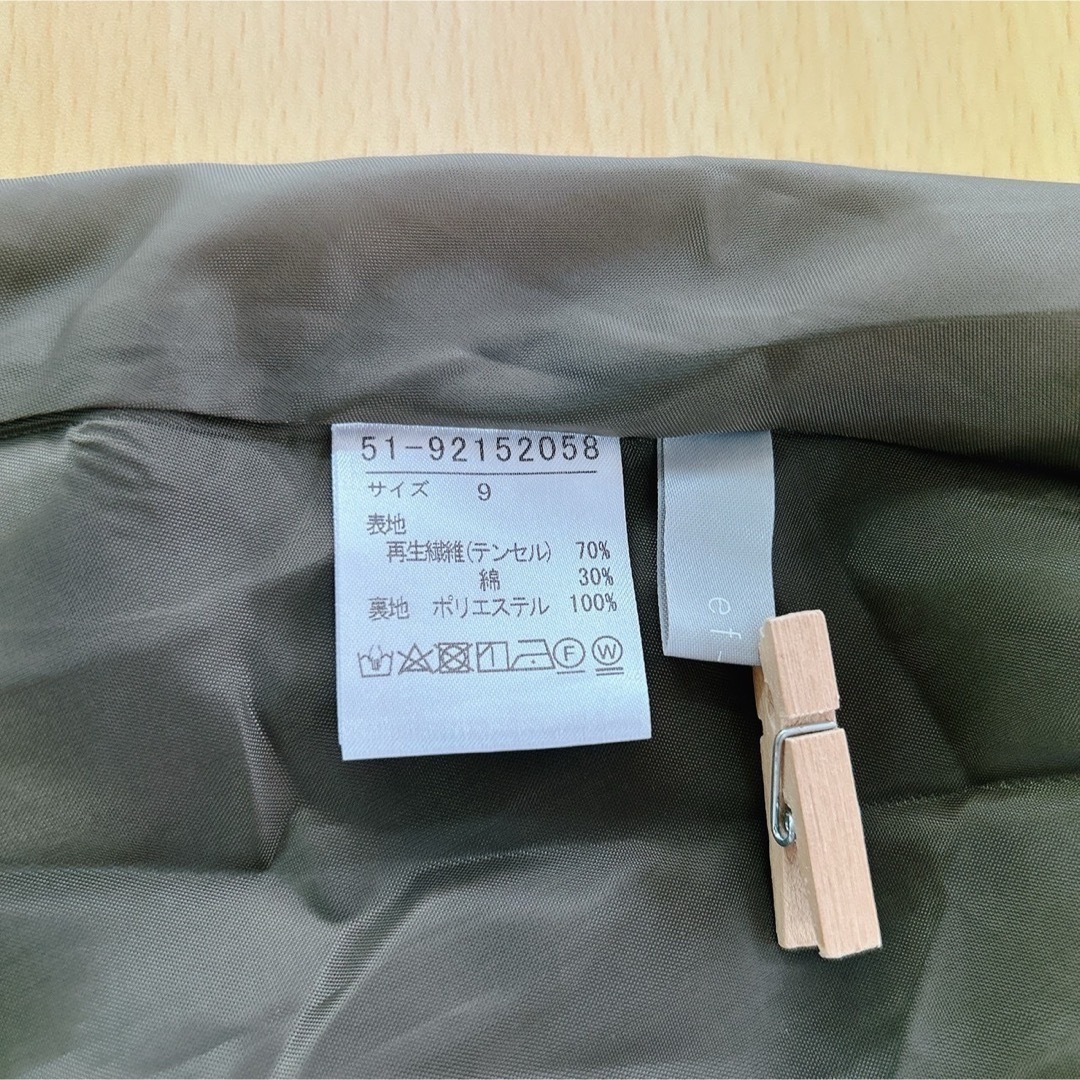 51-92152058
サイズ 9
表地
再生繊維(テンセル) 70%
綿 30%
裏地 ポリエステル 100%
F W
ef